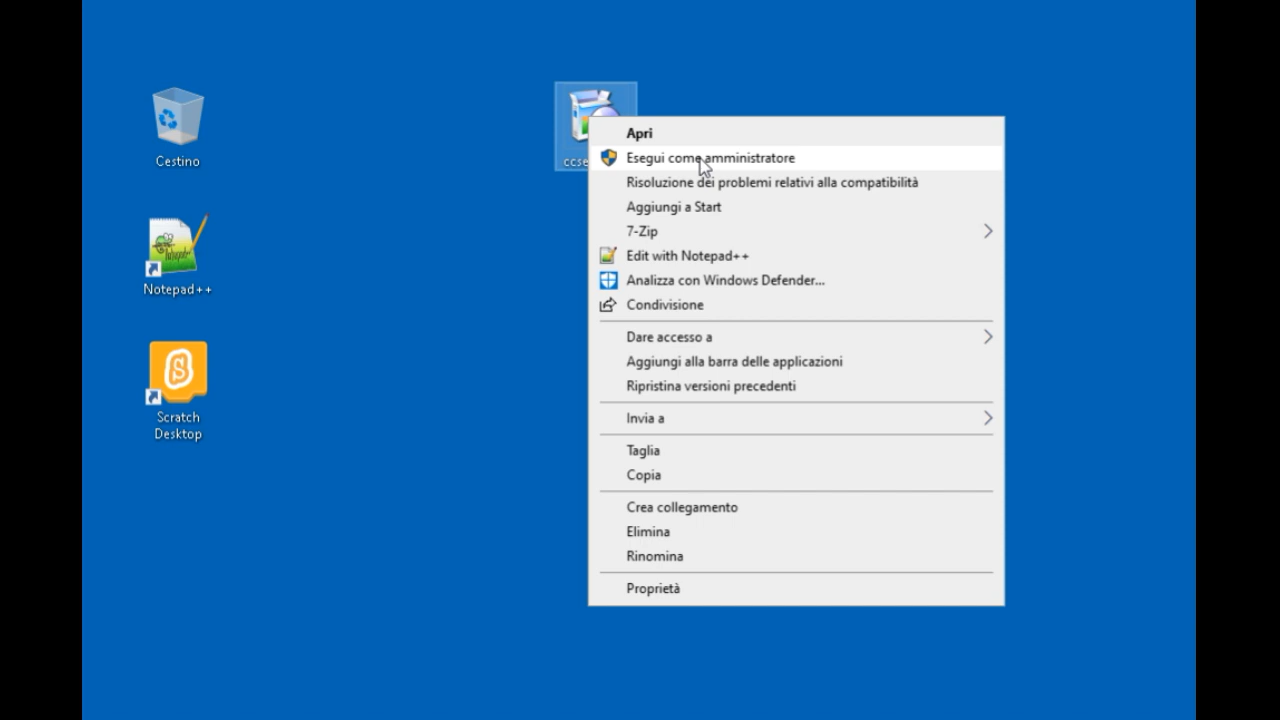 Cestino
Notepad++
Scratch
Desktop
Apri
Esegui come amministratore
Risoluzione dei problemi relativi alla compatibilità
Aggiungi a Start
7-Zip
Edit with Notepad++
Analizza con Windows Defender...
Condivisione
Dare accesso a
Aggiungi alla barra delle applicazioni
Ripristina versioni precedenti
Invia a
Taglia
Copia
Crea collegamento
Elimina
Rinomina
Proprietà